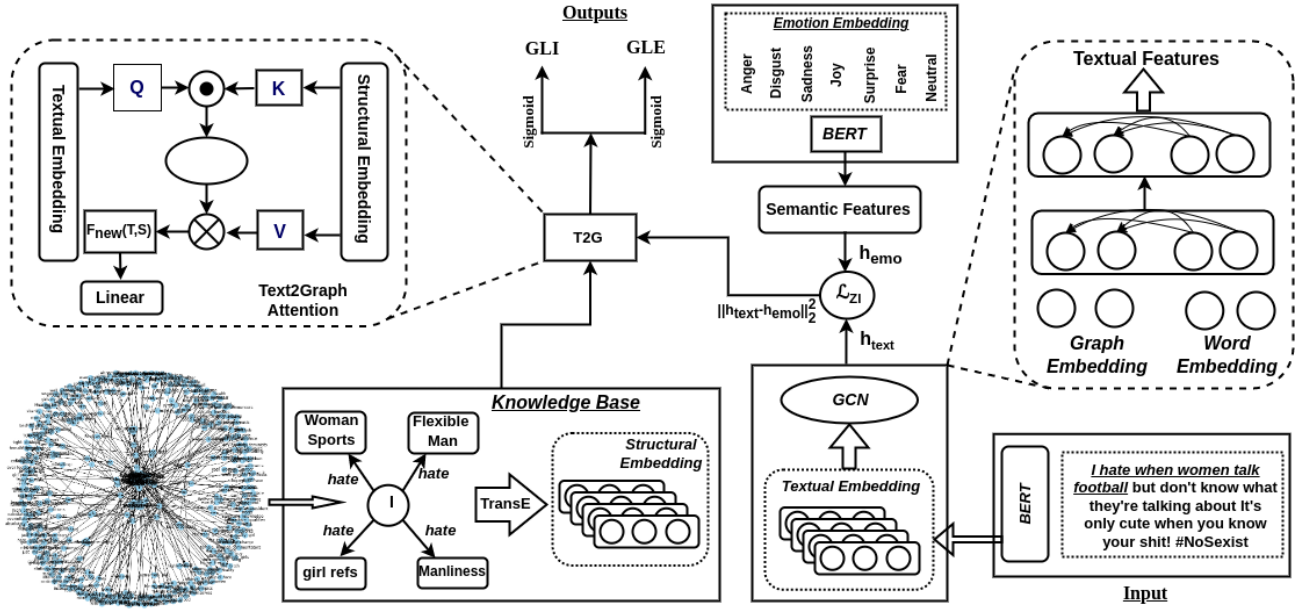 Outputs
GLI
GLE
Sigmoid
Sigmoid
T2G
Textual Embedding
Q
K
Structural Embedding
V
F_new(T,S)
Linear
Text2Graph
Attention
Emotion Embedding
Anger
Disgust
Sadness
Joy
Surprise
Fear
Neutral
BERT
Semantic Features
h_emo
ℒ_ZI
||h_text-h_emo||₂²
h_text
Textual Features
Graph
Embedding
Word
Embedding
Knowledge Base
Woman
Sports
Flexible
Man
hate
hate
I
hate
hate
girl refs
Manliness
TransE
Structural
Embedding
GCN
Textual Embedding
BERT
I hate when women talk
football but don't know what
they're talking about It's
only cute when you know
your shit! #NoSexist
Input